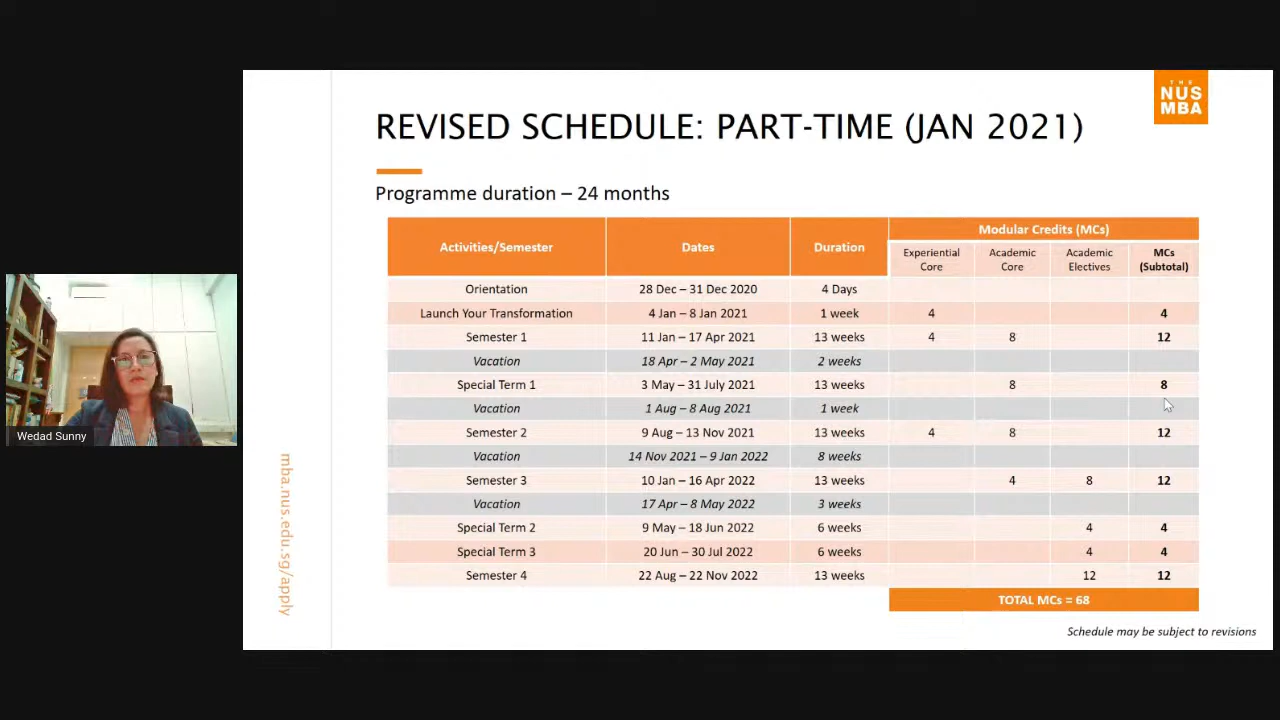 THE
NUS
MBA
REVISED SCHEDULE: PART-TIME (JAN 2021)
Programme duration – 24 months
Activities/Semester Dates Duration Modular Credits (MCs)
Experiential Core Academic Core Academic Electives MCs (Subtotal)
Orientation 28 Dec – 31 Dec 2020 4 Days
Launch Your Transformation 4 Jan – 8 Jan 2021 1 week 4 4
Semester 1 11 Jan – 17 Apr 2021 13 weeks 4 8 12
Vacation 18 Apr – 2 May 2021 2 weeks
Special Term 1 3 May – 31 July 2021 13 weeks 8 8
Vacation 1 Aug – 8 Aug 2021 1 week
Semester 2 9 Aug – 13 Nov 2021 13 weeks 4 8 12
Vacation 14 Nov 2021 – 9 Jan 2022 8 weeks
Semester 3 10 Jan – 16 Apr 2022 13 weeks 4 8 12
Vacation 17 Apr – 8 May 2022 3 weeks
Special Term 2 9 May – 18 Jun 2022 6 weeks 4 4
Special Term 3 20 Jun – 30 Jul 2022 6 weeks 4 4
Semester 4 22 Aug – 22 Nov 2022 13 weeks 12 12
TOTAL MCs = 68
Schedule may be subject to revisions
mba.nus.edu.sg/apply
Wedad Sunny